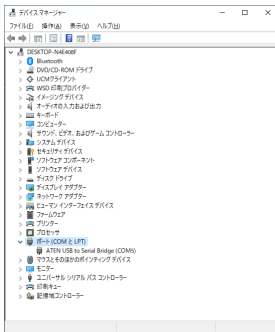 デバイス マネージャー
ファイル(F) 操作(A) 表示(V) ヘルプ(H)
DESKTOP-N4E408F
Bluetooth
DVD/CD-ROM ドライブ
UCMクライアント
WSD 印刷プロバイダー
イメージング デバイス
オーディオの入力および出力
キーボード
コンピューター
サウンド、ビデオ、およびゲーム コントローラー
システム デバイス
セキュリティ デバイス
ソフトウェア コンポーネント
ソフトウェア デバイス
ディスク ドライブ
ディスプレイ アダプター
ネットワーク アダプター
ヒューマン インターフェイス デバイス
ファームウェア
プリンター
プロセッサ
ポート (COM と LPT)
ATEN USB to Serial Bridge (COM5)
マウスとそのほかのポインティング デバイス
モニター
ユニバーサル シリアル バス コントローラー
印刷キュー
記憶域コントローラー